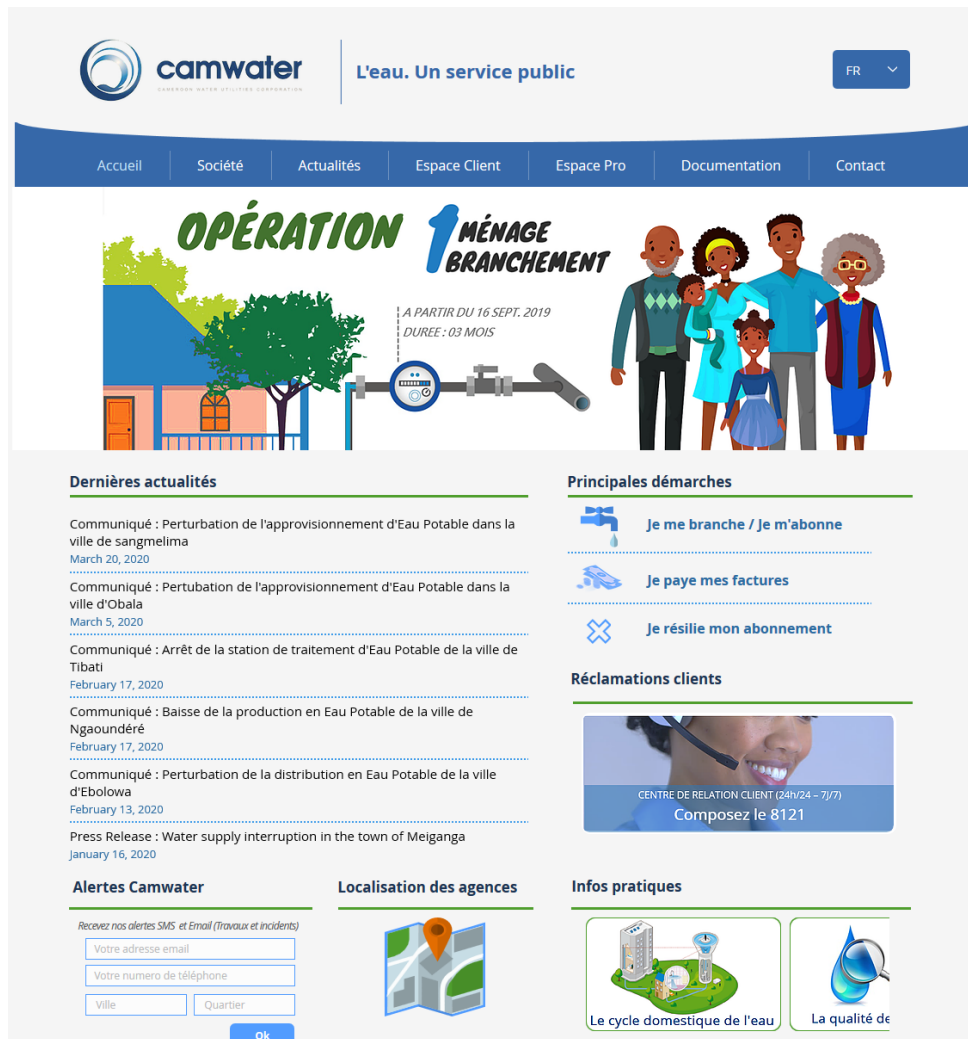 camwater
CAMEROON WATER UTILITIES CORPORATION
L'eau. Un service public
FR
Accueil
Société
Actualités
Espace Client
Espace Pro
Documentation
Contact
OPÉRATION 1 MÉNAGE
BRANCHEMENT
A PARTIR DU 16 SEPT. 2019
DUREE : 03 MOIS
Dernières actualités
Communiqué : Perturbation de l'approvisionnement d'Eau Potable dans la
ville de sangmelima
March 20, 2020
Communiqué : Pertubation de l'approvisionnement d'Eau Potable dans la
ville d'Obala
March 5, 2020
Communiqué : Arrêt de la station de traitement d'Eau Potable de la ville de
Tibati
February 17, 2020
Communiqué : Baisse de la production en Eau Potable de la ville de
Ngaoundéré
February 17, 2020
Communiqué : Perturbation de la distribution en Eau Potable de la ville
d'Ebolowa
February 13, 2020
Press Release : Water supply interruption in the town of Meiganga
January 16, 2020
Principales démarches
Je me branche / Je m'abonne
Je paye mes factures
Je résilie mon abonnement
Réclamations clients
CENTRE DE RELATION CLIENT (24h/24 – 7J/7)
Composez le 8121
Alertes Camwater
Recevez nos alertes SMS et Email (Travaux et incidents)
Votre adresse email
Votre numero de téléphone
Ville
Quartier
Ok
Localisation des agences
Infos pratiques
Le cycle domestique de l'eau
La qualité de